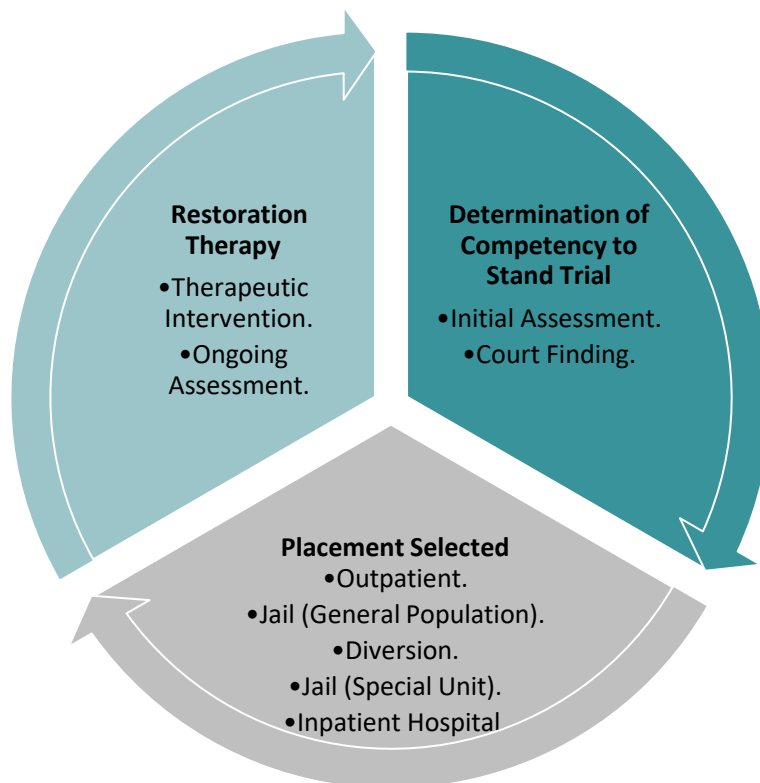 Restoration
Therapy
•Therapeutic
Intervention.
•Ongoing
Assessment.
Determination of
Competency to
Stand Trial
•Initial Assessment.
•Court Finding.
Placement Selected
•Outpatient.
•Jail (General Population).
•Diversion.
•Jail (Special Unit).
•Inpatient Hospital